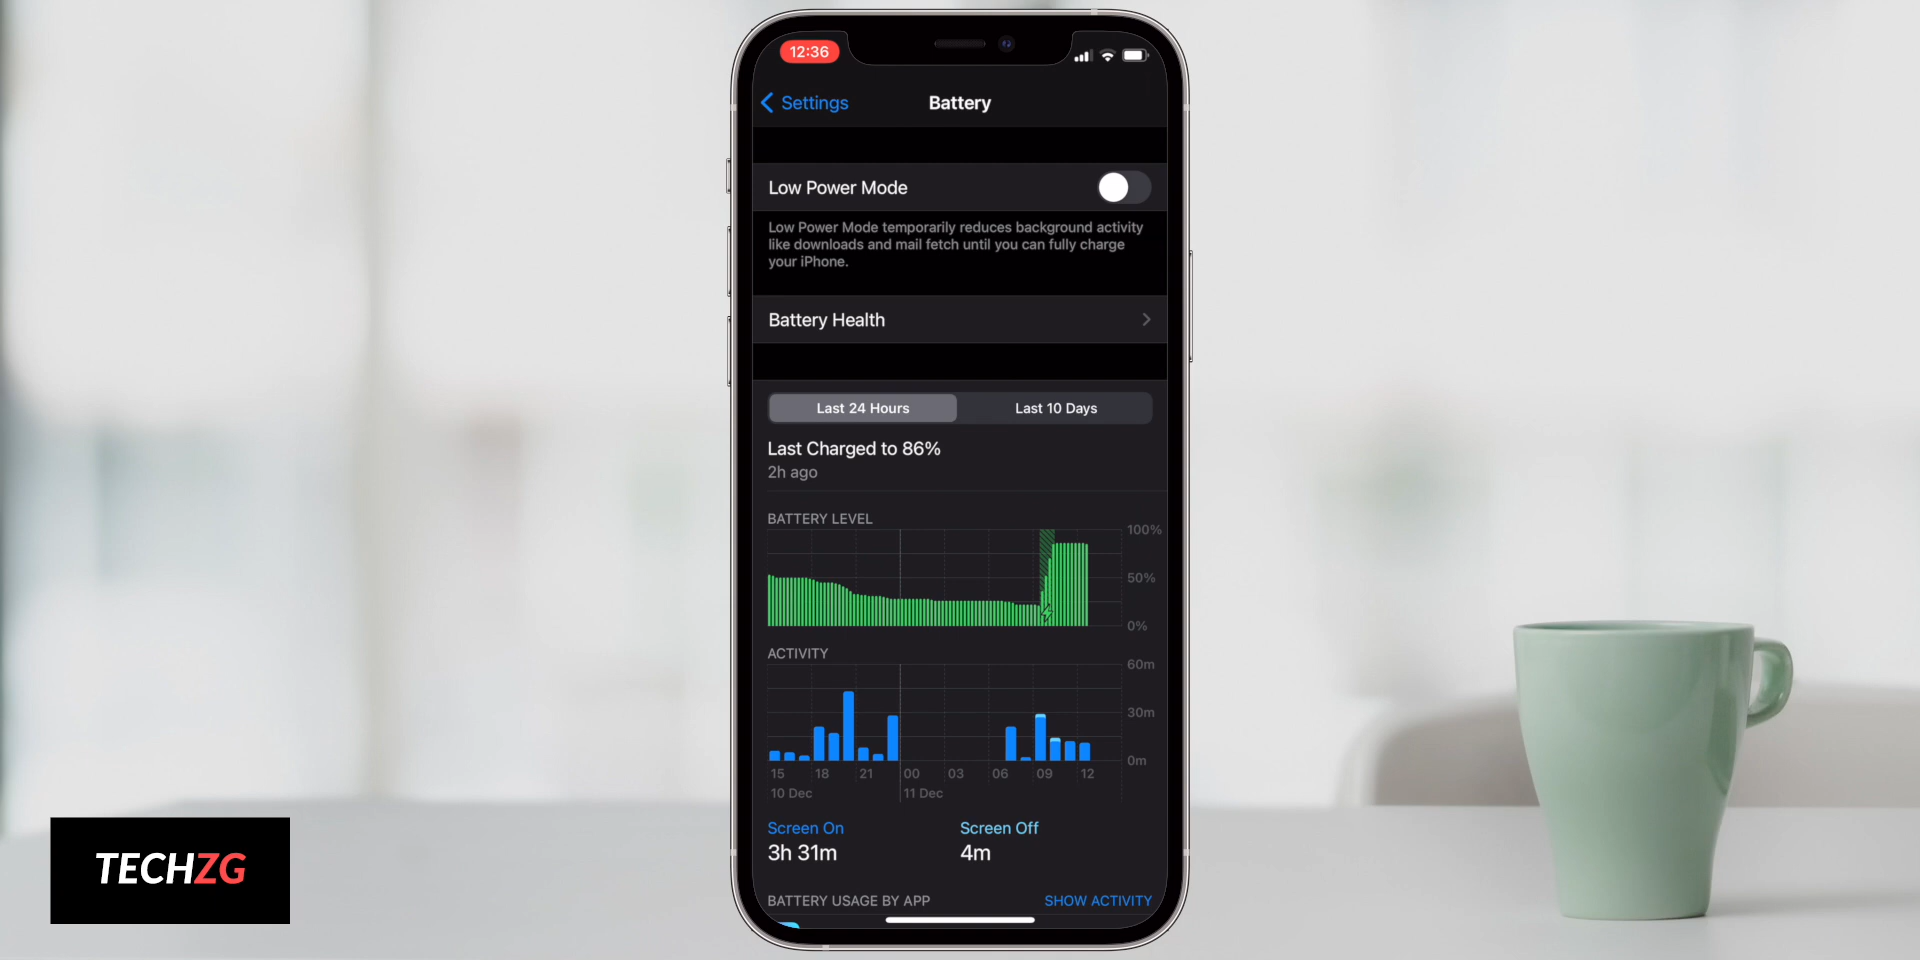 12:36
Settings
Battery
Low Power Mode
Low Power Mode temporarily reduces background activity
like downloads and mail fetch until you can fully charge
your iPhone.
Battery Health
Last 24 Hours
Last 10 Days
Last Charged to 86%
2h ago
BATTERY LEVEL
100%
50%
0%
ACTIVITY
60m
30m
0m
15 18 21 00 03 06 09 12
10 Dec 11 Dec
Screen On
3h 31m
Screen Off
4m
BATTERY USAGE BY APP
SHOW ACTIVITY
TECHZG